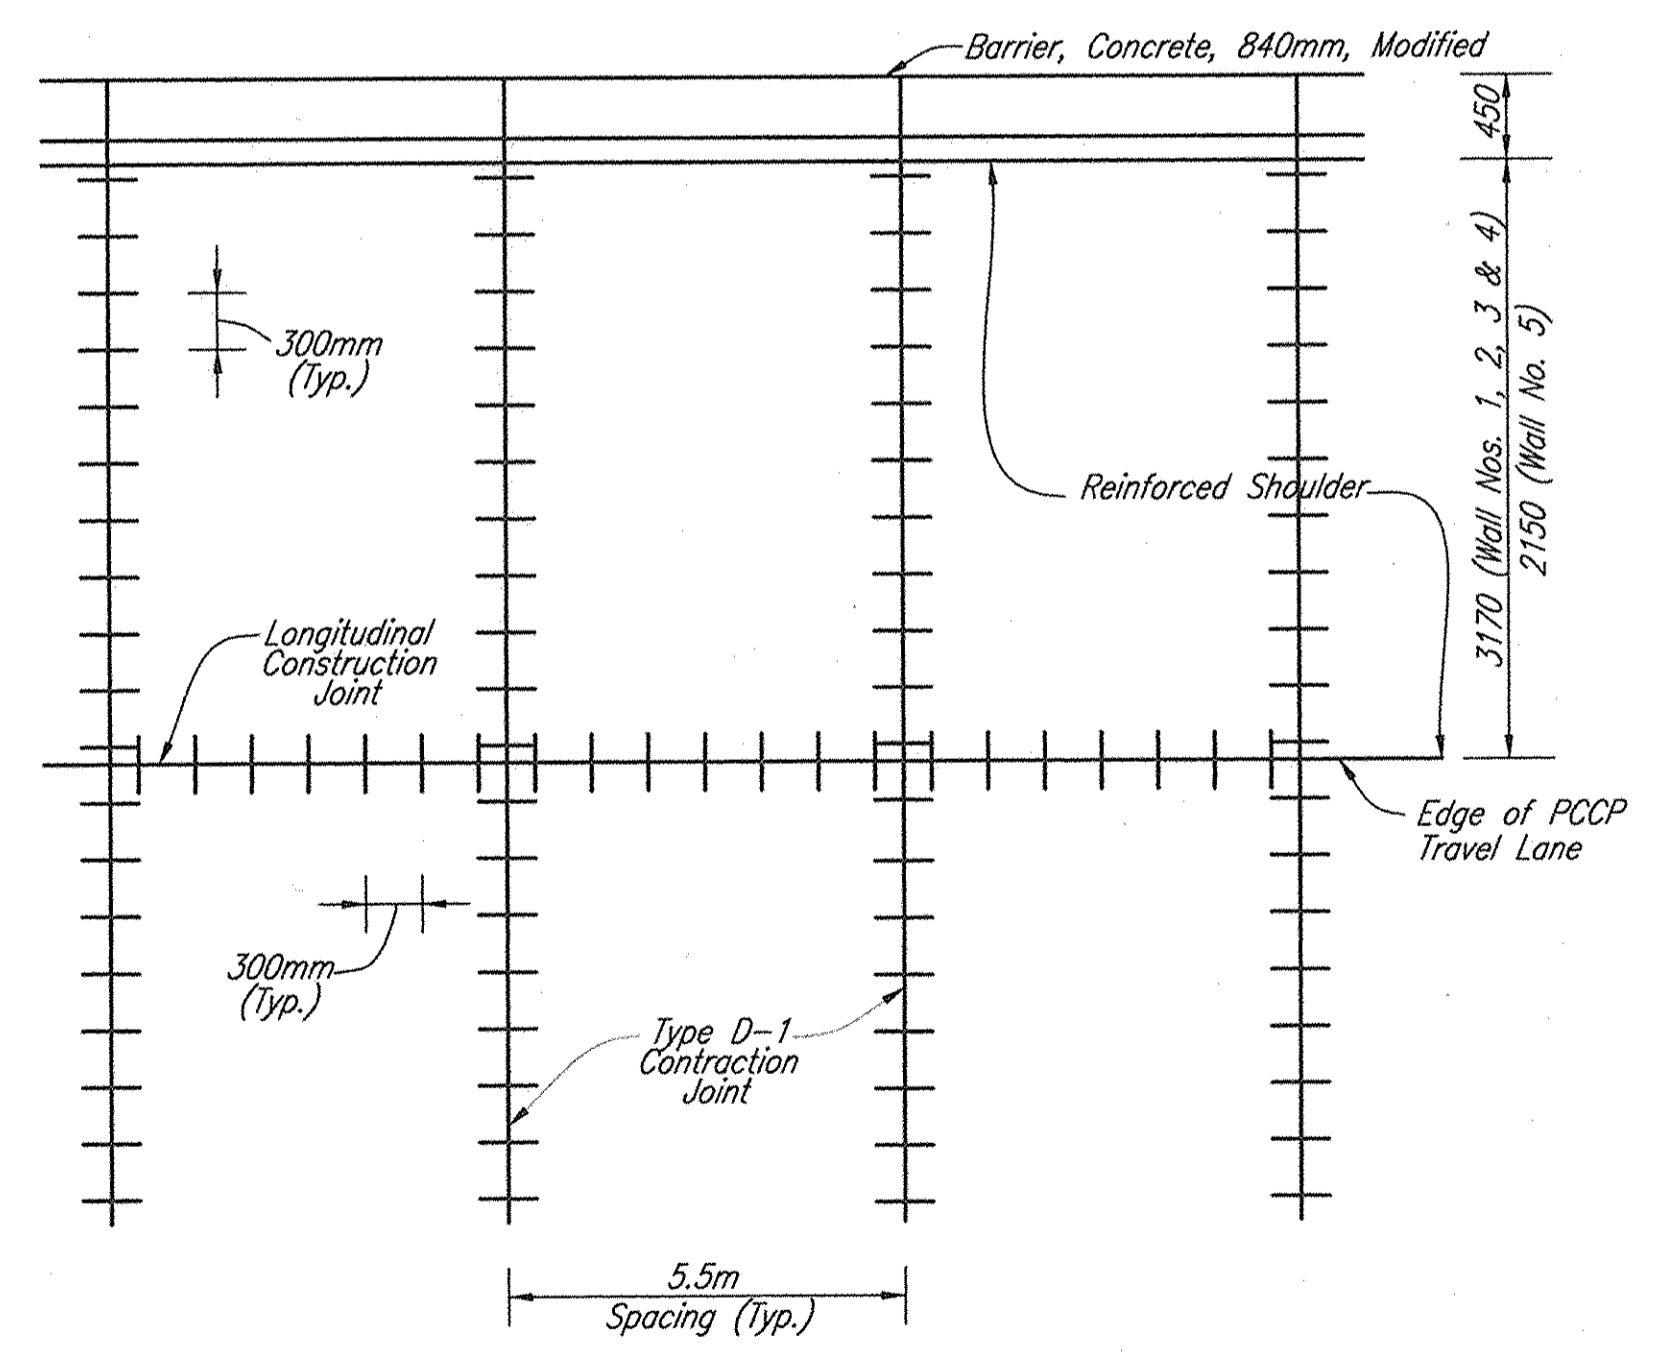 Barrier, Concrete, 840mm, Modified
450
3170 (Wall Nos. 1, 2, 3 & 4)
2150 (Wall No. 5)
300mm
(Typ.)
Reinforced Shoulder
Longitudinal
Construction
Joint
Edge of PCCP
Travel Lane
300mm
(Typ.)
Type D-1
Contraction
Joint
5.5m
Spacing (Typ.)